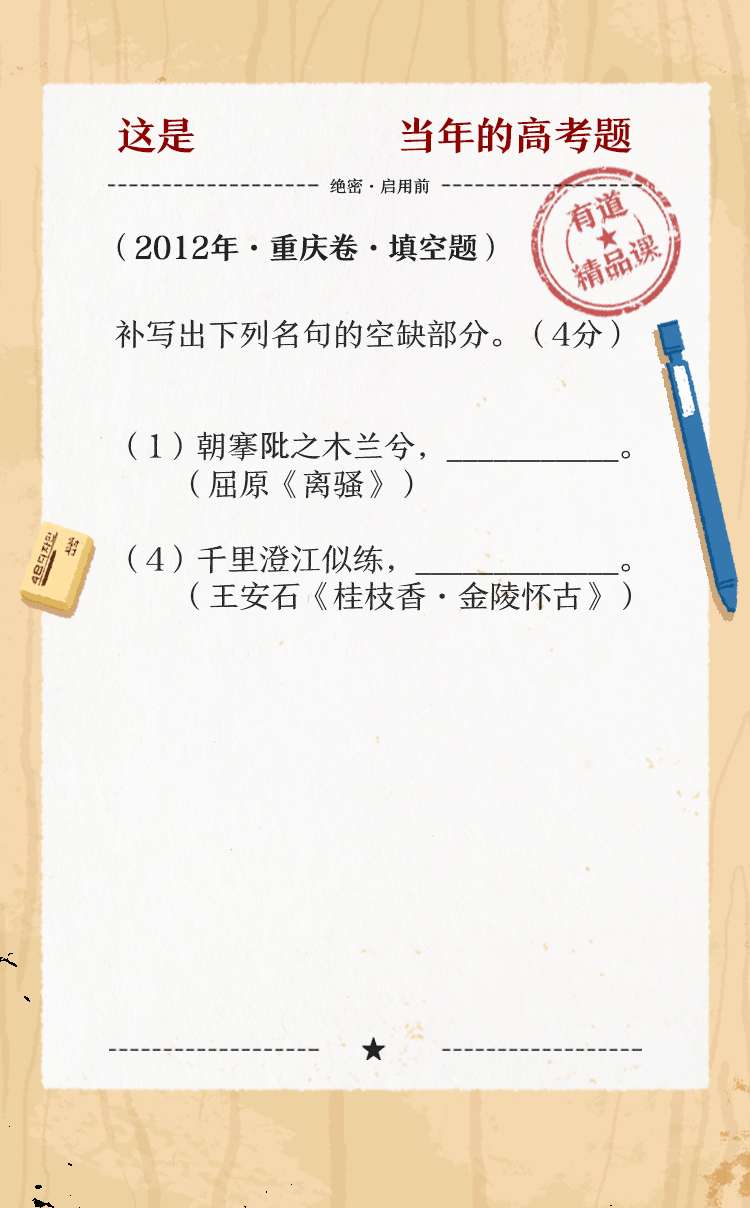 这是 当年的高考题
绝密·启用前
有道
精品课
（2012年·重庆卷·填空题）
补写出下列名句的空缺部分。（4分）
（1）朝搴阰之木兰兮，___________。
（屈原《离骚》）
（4）千里澄江似练，_____________。
（王安石《桂枝香·金陵怀古》）